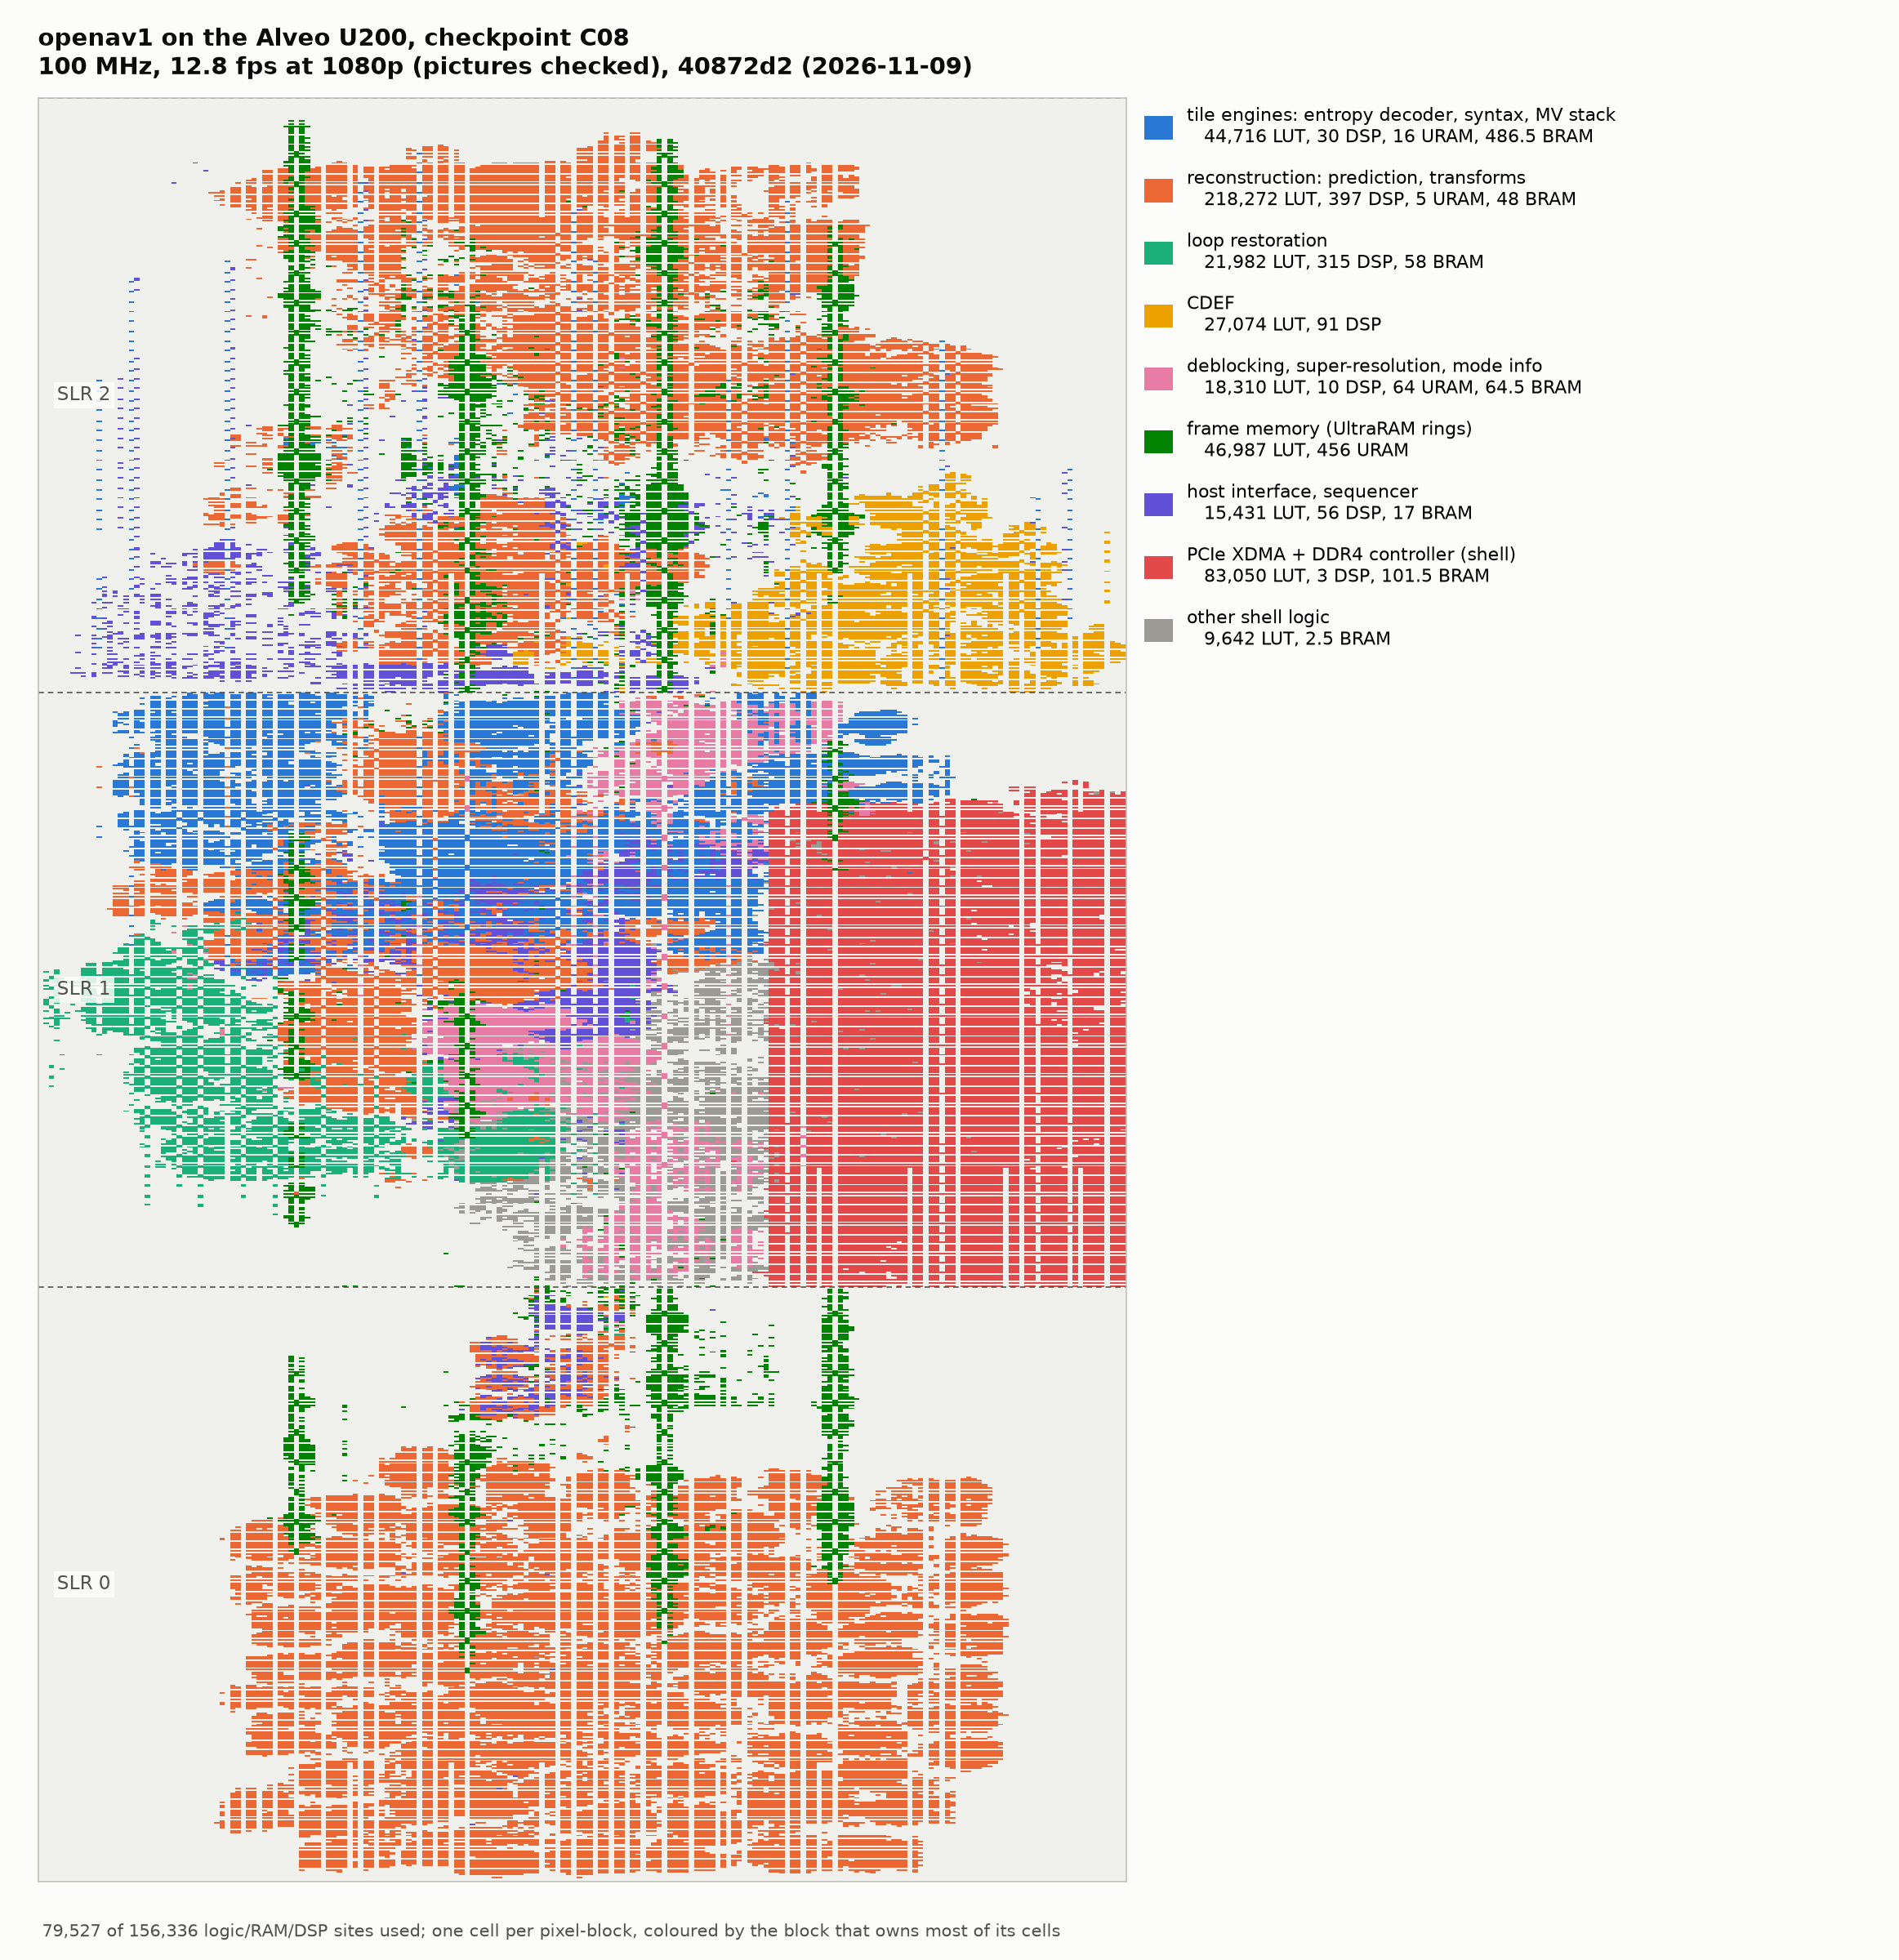 openav1 on the Alveo U200, checkpoint C08
100 MHz, 12.8 fps at 1080p (pictures checked), 40872d2 (2026-11-09)
tile engines: entropy decoder, syntax, MV stack
44,716 LUT, 30 DSP, 16 URAM, 486.5 BRAM
reconstruction: prediction, transforms
218,272 LUT, 397 DSP, 5 URAM, 48 BRAM
loop restoration
21,982 LUT, 315 DSP, 58 BRAM
CDEF
27,074 LUT, 91 DSP
deblocking, super-resolution, mode info
18,310 LUT, 10 DSP, 64 URAM, 64.5 BRAM
frame memory (UltraRAM rings)
46,987 LUT, 456 URAM
host interface, sequencer
15,431 LUT, 56 DSP, 17 BRAM
PCIe XDMA + DDR4 controller (shell)
83,050 LUT, 3 DSP, 101.5 BRAM
other shell logic
9,642 LUT, 2.5 BRAM
SLR 2
SLR 1
SLR 0
79,527 of 156,336 logic/RAM/DSP sites used; one cell per pixel-block, coloured by the block that owns most of its cells